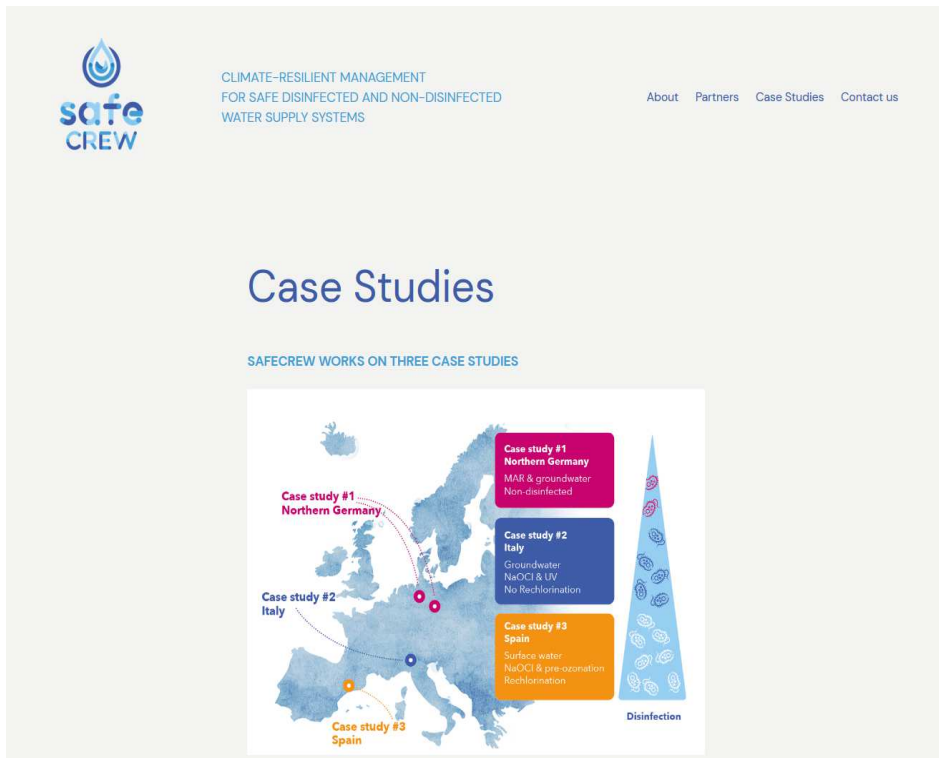 safe
CREW
CLIMATE-RESILIENT MANAGEMENT
FOR SAFE DISINFECTED AND NON-DISINFECTED
WATER SUPPLY SYSTEMS
About Partners Case Studies Contact us
Case Studies
SAFECREW WORKS ON THREE CASE STUDIES
Case study #1
Northern Germany
Case study #2
Italy
Case study #3
Spain
Case study #1
Northern Germany
MAR & groundwater
Non-disinfected
Case study #2
Italy
Groundwater
NaOCl & UV
No Rechlorination
Case study #3
Spain
Surface water
NaOCl & pre-ozonation
Rechlorination
Disinfection